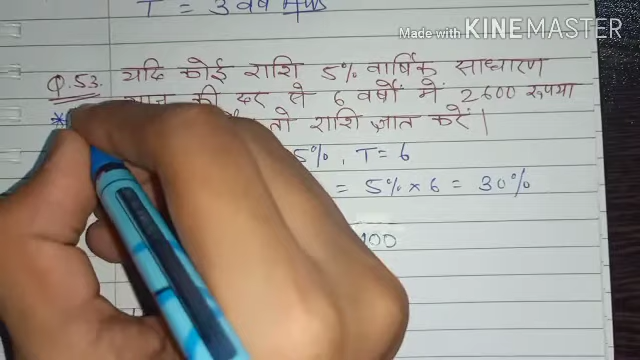 T = 3 वर्ष Ans
Made with KINEMASTER
Q.53. यदि कोई राशि 5% वार्षिक साधारण
की दर से 6 वर्षों में 2600 रूपया
तो राशि ज्ञात करें|
5%, T = 6
= 5% × 6 = 30%
100